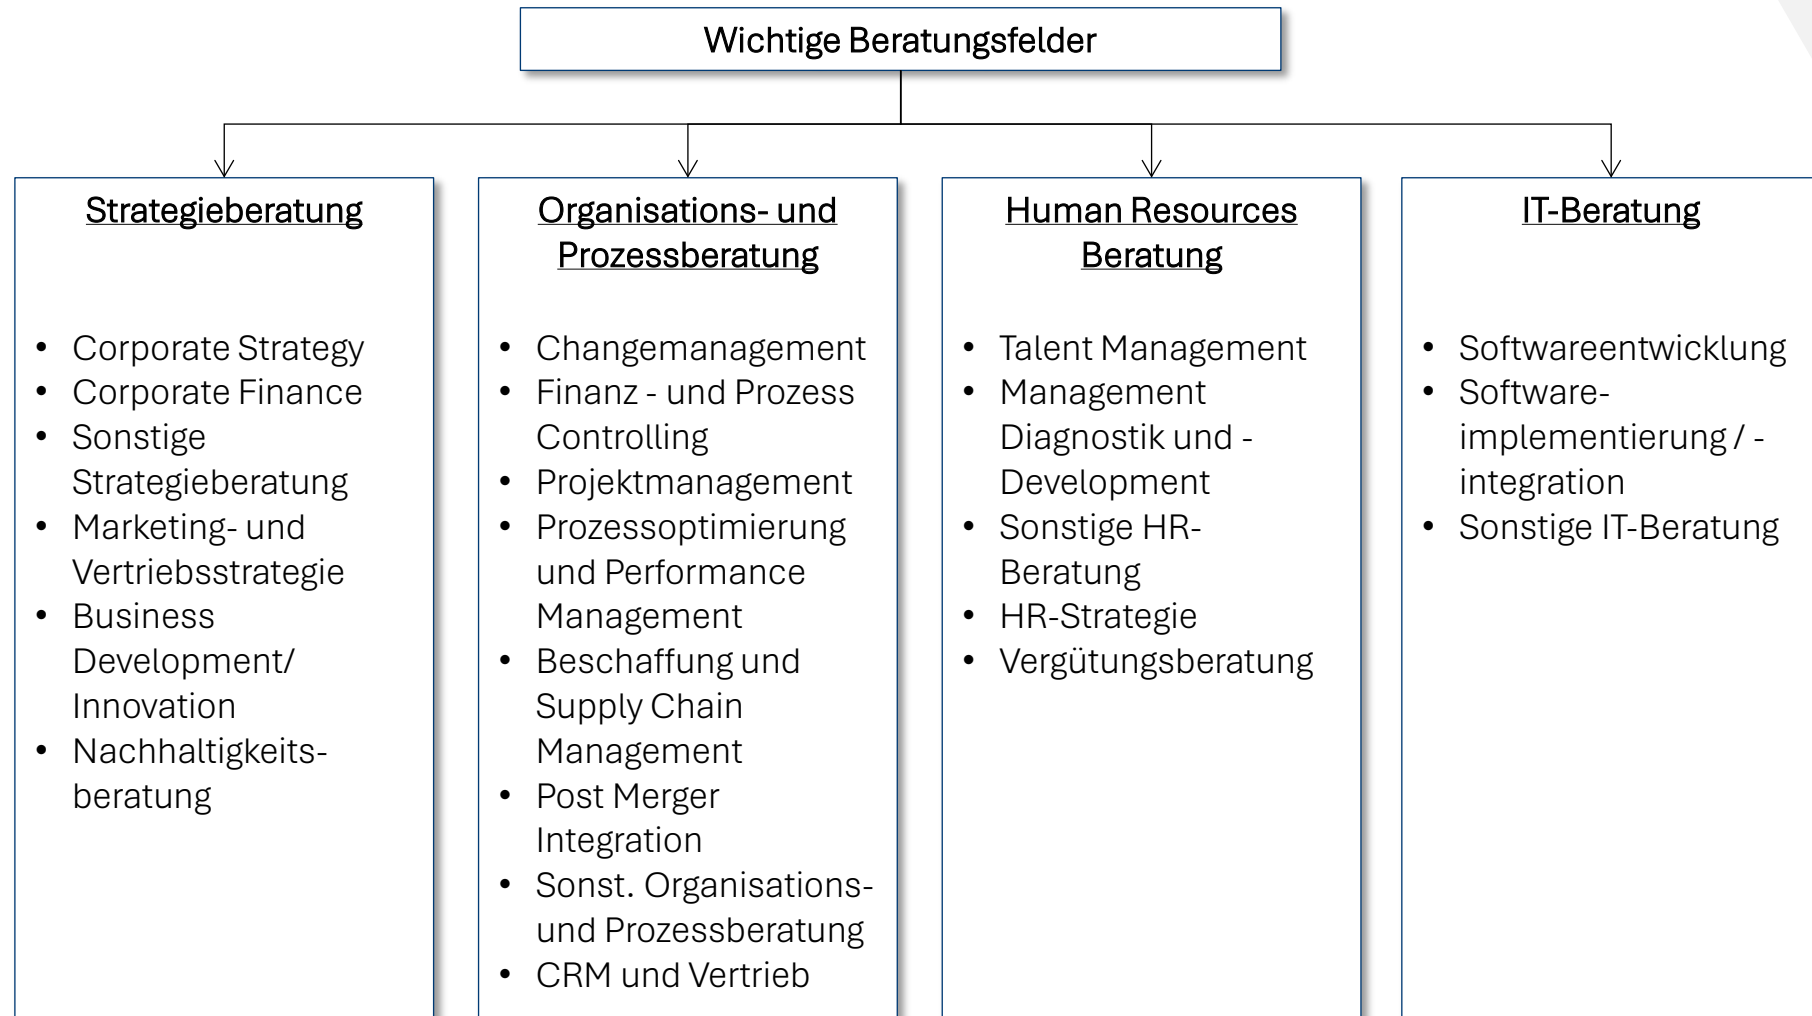 Wichtige Beratungsfelder
Strategieberatung
• Corporate Strategy
• Corporate Finance
• Sonstige
Strategieberatung
• Marketing- und
Vertriebsstrategie
• Business
Development/
Innovation
• Nachhaltigkeits-
beratung
Organisations- und
Prozessberatung
• Changemanagement
• Finanz - und Prozess
Controlling
• Projektmanagement
• Prozessoptimierung
und Performance
Management
• Beschaffung und
Supply Chain
Management
• Post Merger
Integration
• Sonst. Organisations-
und Prozessberatung
• CRM und Vertrieb
Human Resources
Beratung
• Talent Management
• Management
Diagnostik und -
Development
• Sonstige HR-
Beratung
• HR-Strategie
• Vergütungsberatung
IT-Beratung
• Softwareentwicklung
• Software-
implementierung / -
integration
• Sonstige IT-Beratung